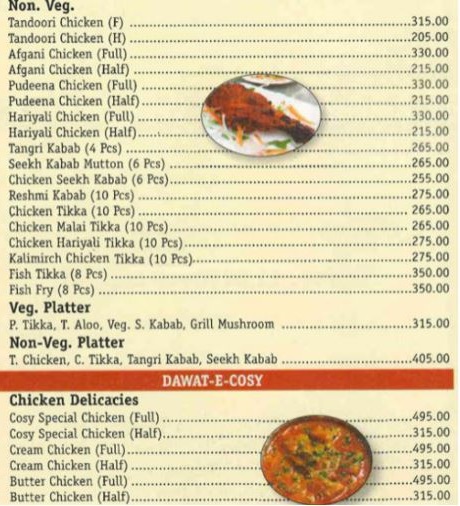 Non. Veg.
Tandoori Chicken (F) ...315.00
Tandoori Chicken (H) ...205.00
Afgani Chicken (Full) ...330.00
Afgani Chicken (Half) ...215.00
Pudeena Chicken (Full) ...330.00
Pudeena Chicken (Half) ...215.00
Hariyali Chicken (Full) ...330.00
Hariyali Chicken (Half) ...215.00
Tangri Kabab (4 Pcs) ...265.00
Seekh Kabab Mutton (6 Pcs) ...265.00
Chicken Seekh Kabab (6 Pcs) ...255.00
Reshmi Kabab (10 Pcs) ...275.00
Chicken Tikka (10 Pcs) ...265.00
Chicken Malai Tikka (10 Pcs) ...265.00
Chicken Hariyali Tikka (10 Pcs) ...275.00
Kalimirch Chicken Tikka (10 Pcs) ...275.00
Fish Tikka (8 Pcs) ...350.00
Fish Fry (8 Pcs) ...350.00
Veg. Platter
P. Tikka, T. Aloo, Veg. S. Kabab, Grill Mushroom ...315.00
Non-Veg. Platter
T. Chicken, C. Tikka, Tangri Kabab, Seekh Kabab ...405.00
DAWAT-E-COSY
Chicken Delicacies
Cosy Special Chicken (Full) ...495.00
Cosy Special Chicken (Half) ...315.00
Cream Chicken (Full) ...495.00
Cream Chicken (Half) ...315.00
Butter Chicken (Full) ...495.00
Butter Chicken (Half) ...315.00